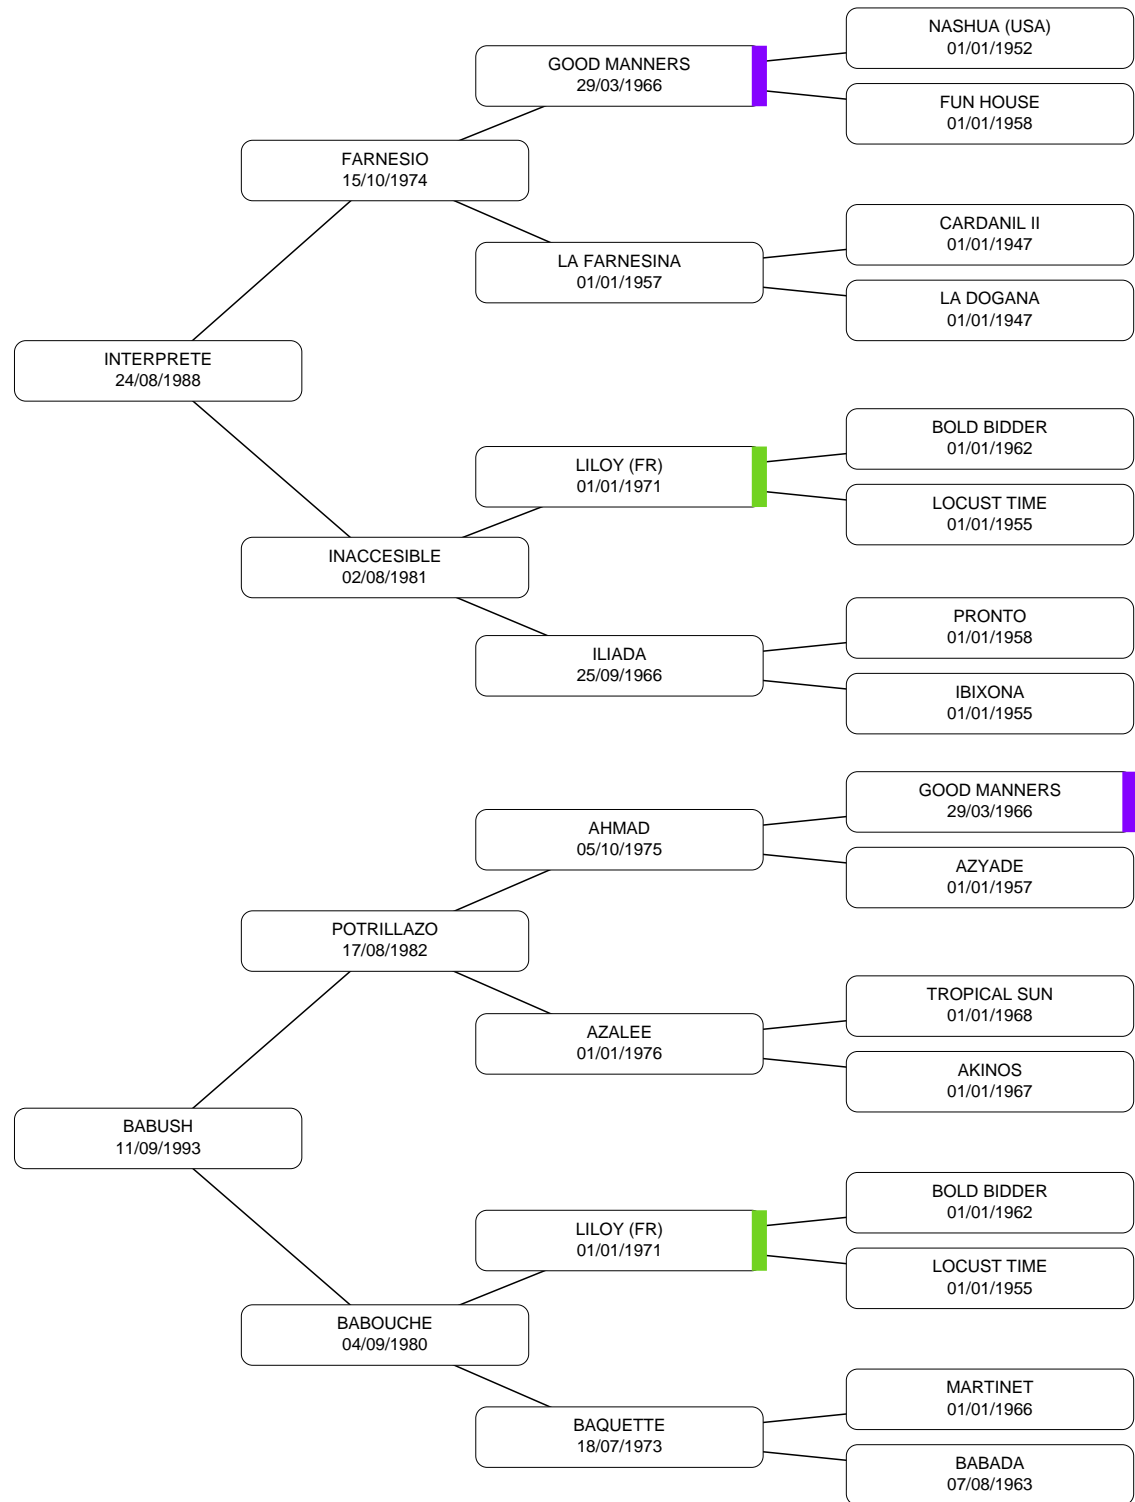 NASHUA (USA)
01/01/1952
GOOD MANNERS
29/03/1966
FUN HOUSE
01/01/1958
FARNESIO
15/10/1974
CARDANIL II
01/01/1947
LA FARNESINA
01/01/1957
LA DOGANA
01/01/1947
INTERPRETE
24/08/1988
BOLD BIDDER
01/01/1962
LILOY (FR)
01/01/1971
LOCUST TIME
01/01/1955
INACCESIBLE
02/08/1981
PRONTO
01/01/1958
ILIADA
25/09/1966
IBIXONA
01/01/1955
GOOD MANNERS
29/03/1966
AHMAD
05/10/1975
AZYADE
01/01/1957
POTRILLAZO
17/08/1982
TROPICAL SUN
01/01/1968
AZALEE
01/01/1976
AKINOS
01/01/1967
BABUSH
11/09/1993
BOLD BIDDER
01/01/1962
LILOY (FR)
01/01/1971
LOCUST TIME
01/01/1955
BABOUCHE
04/09/1980
MARTINET
01/01/1966
BAQUETTE
18/07/1973
BABADA
07/08/1963